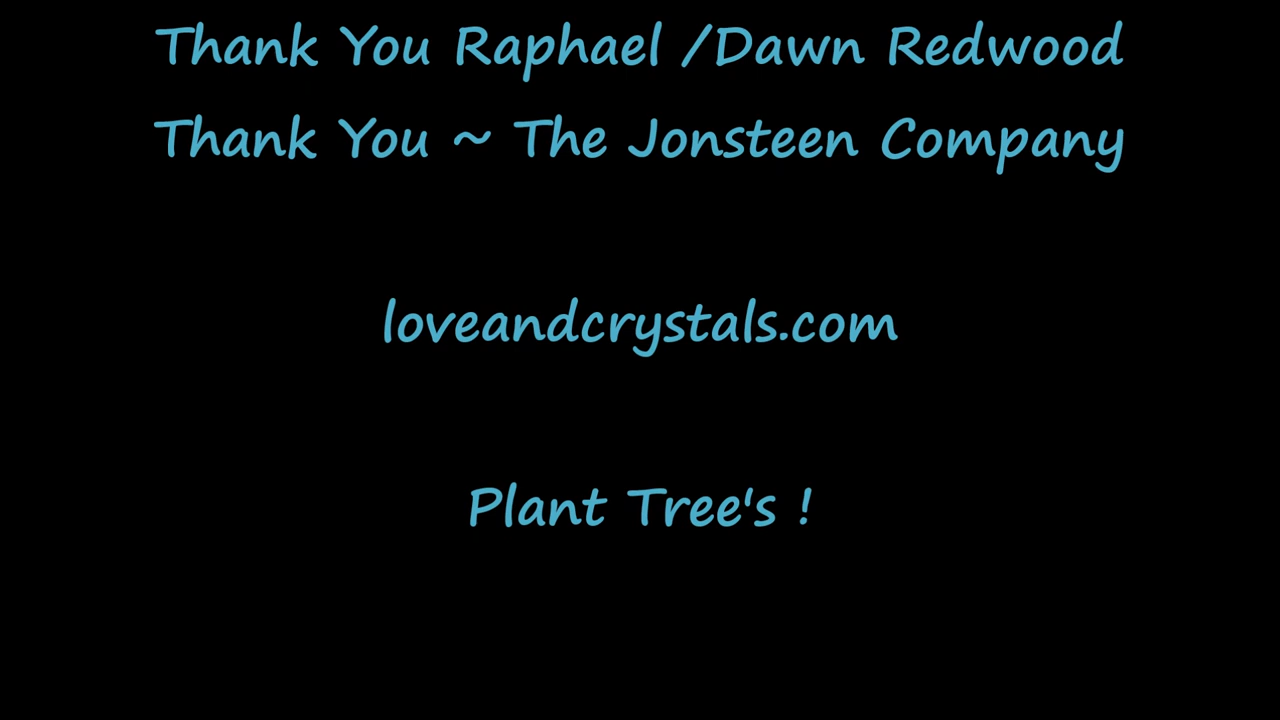 Thank You Raphael /Dawn Redwood
Thank You ~ The Jonsteen Company
loveandcrystals.com
Plant Tree's !